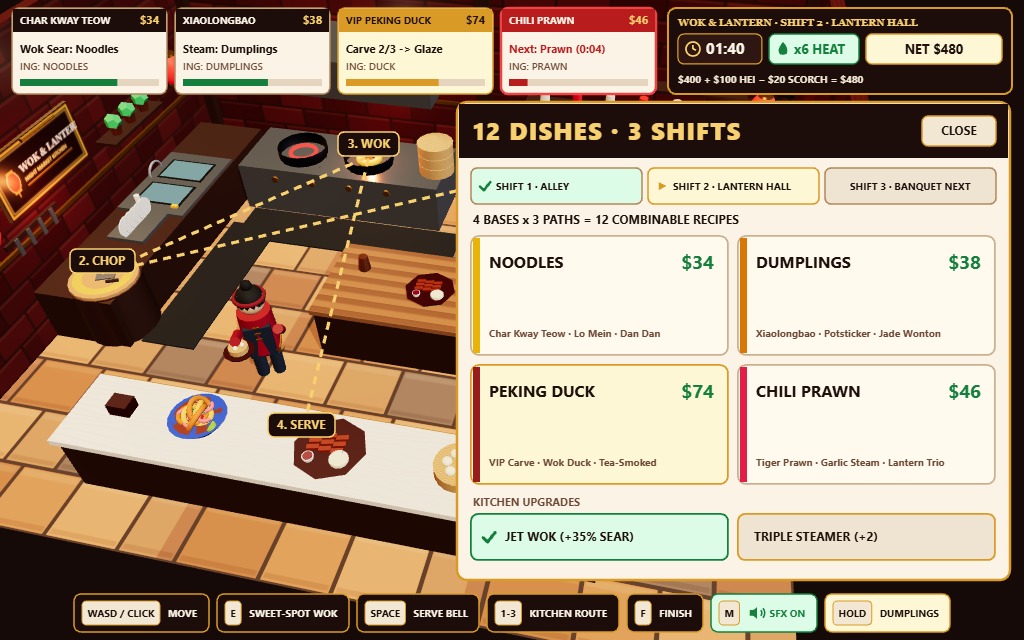 CHAR KWAY TEOW $34
Wok Sear: Noodles
ING: NOODLES
XIAOLONGBAO $38
Steam: Dumplings
ING: DUMPLINGS
VIP PEKING DUCK $74
Carve 2/3 -> Glaze
ING: DUCK
CHILI PRAWN $46
Next: Prawn (0:04)
ING: PRAWN
WOK & LANTERN · SHIFT 2 · LANTERN HALL
01:40
x6 HEAT
NET $480
$400 + $100 HEI − $20 SCORCH = $480
WOK & LANTERN
NIGHT MARKET KITCHEN
3. WOK
2. CHOP
4. SERVE
12 DISHES · 3 SHIFTS
CLOSE
SHIFT 1 · ALLEY
SHIFT 2 · LANTERN HALL
SHIFT 3 · BANQUET NEXT
4 BASES x 3 PATHS = 12 COMBINABLE RECIPES
NOODLES $34
Char Kway Teow · Lo Mein · Dan Dan
DUMPLINGS $38
Xiaolongbao · Potsticker · Jade Wonton
PEKING DUCK $74
VIP Carve · Wok Duck · Tea-Smoked
CHILI PRAWN $46
Tiger Prawn · Garlic Steam · Lantern Trio
KITCHEN UPGRADES
JET WOK (+35% SEAR)
TRIPLE STEAMER (+2)
WASD / CLICK MOVE
E SWEET-SPOT WOK
SPACE SERVE BELL
1-3 KITCHEN ROUTE
F FINISH
M SFX ON
HOLD DUMPLINGS